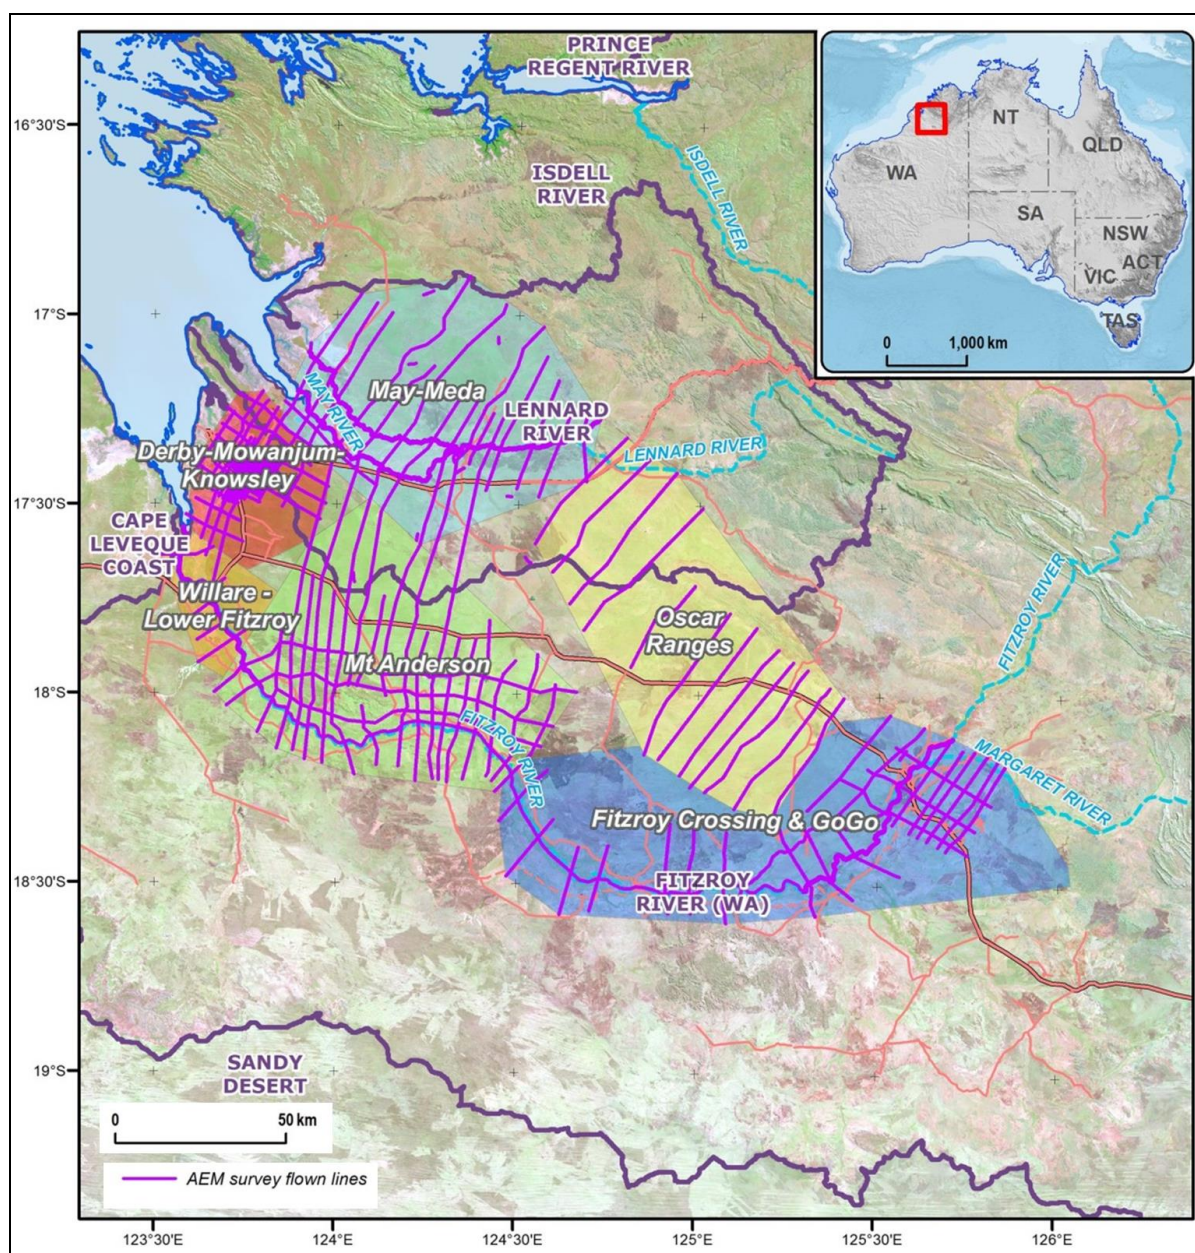 PRINCE
REGENT RIVER
ISDELL
RIVER
ISDELL RIVER
NT
QLD
WA
SA
NSW
ACT
VIC
TAS
0 1,000 km
16°30'S
17°S
17°30'S
18°S
18°30'S
19°S
May-Meda
MAY RIVER
LENNARD
RIVER
LENNARD RIVER
Derby-Mowanjum-
Knowsley
CAPE
LEVEQUE
COAST
Willare -
Lower Fitzroy
Oscar
Ranges
FITZROY RIVER
Mt Anderson
FITZROY RIVER
MARGARET RIVER
Fitzroy Crossing & GoGo
FITZROY
RIVER (WA)
SANDY
DESERT
0 50 km
AEM survey flown lines
123°30'E 124°E 124°30'E 125°E 125°30'E 126°E